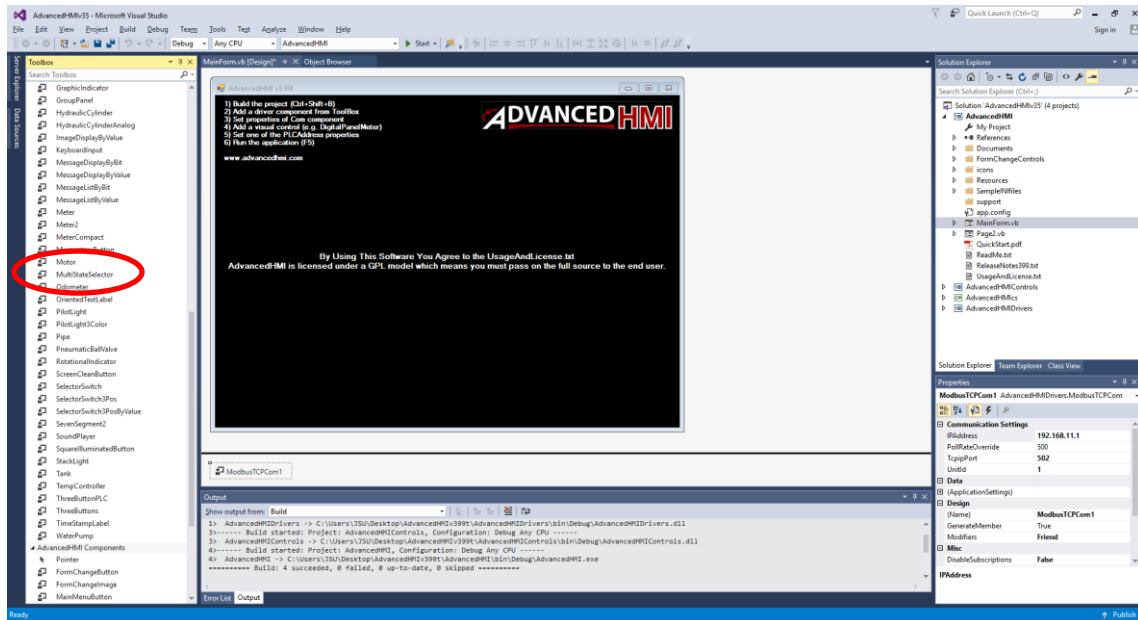 AdvancedHMIv35 - Microsoft Visual Studio
Quick Launch (Ctrl+Q)
File Edit View Project Build Debug Team Tools Test Analyze Window Help
Sign in
Debug Any CPU AdvancedHMI Start
Server Explorer
Data Sources
Toolbox
Search Toolbox
GraphicIndicator
GroupPanel
HydraulicCylinder
HydraulicCylinderAnalog
ImageDisplayByValue
KeyboardInput
MessageDisplayByBit
MessageDisplayByValue
MessageListByBit
MessageListByValue
Meter
Meter2
MeterCompact
MomentaryButton
Motor
MultiStateSelector
Odometer
OrientedTextLabel
PilotLight
PilotLight3Color
Pipe
PneumaticBallValve
RotationalIndicator
ScreenCleanButton
SelectorSwitch
SelectorSwitch3Pos
SelectorSwitch3PosByValue
SevenSegment2
SoundPlayer
SquareIlluminatedButton
StackLight
Tank
TempController
ThreeButtonPLC
ThreeButtons
TimeStampLabel
WaterPump
AdvancedHMI Components
Pointer
FormChangeButton
FormChangeImage
MainMenuButton
MainForm.vb [Design]* Object Browser
AdvancedHMI v3.99t
1) Build the project (Ctrl+Shift+B)
2) Add a driver component from ToolBox
3) Set properties of Com component
4) Add a visual control (e.g. DigitalPanelMeter)
5) Set one of the PLCAddress properties
6) Run the application (F5)
www.advancedhmi.com
ADVANCED HMI
By Using This Software You Agree to the UsageAndLicense.txt
AdvancedHMI is licensed under a GPL model which means you must pass on the full source to the end user.
ModbusTCPCom1
Output
Show output from: Build
1> AdvancedHMIDrivers -> C:\Users\JSU\Desktop\AdvancedHMIv399t\AdvancedHMIDrivers\bin\Debug\AdvancedHMIDrivers.dll
3>------ Build started: Project: AdvancedHMIControls, Configuration: Debug Any CPU ------
3> AdvancedHMIControls -> C:\Users\JSU\Desktop\AdvancedHMIv399t\AdvancedHMIControls\bin\Debug\AdvancedHMIControls.dll
4>------ Build started: Project: AdvancedHMI, Configuration: Debug Any CPU ------
4> AdvancedHMI -> C:\Users\JSU\Desktop\AdvancedHMIv399t\AdvancedHMI\bin\Debug\AdvancedHMI.exe
========== Build: 4 succeeded, 0 failed, 0 up-to-date, 0 skipped ==========
Error List Output
Solution Explorer
Search Solution Explorer (Ctrl+;)
Solution 'AdvancedHMIv35' (4 projects)
AdvancedHMI
My Project
References
Documents
FormChangeControls
icons
Resources
SampleNIfiles
support
app.config
MainForm.vb
Page2.vb
QuickStart.pdf
ReadMe.txt
ReleaseNotes399.txt
UsageAndLicense.txt
AdvancedHMIControls
AdvancedHMIcs
AdvancedHMIDrivers
Solution Explorer Team Explorer Class View
Properties
ModbusTCPCom1 AdvancedHMIDrivers.ModbusTCPCom
Communication Settings
IPAddress 192.168.11.1
PollRateOverride 500
TcpipPort 502
UnitId 1
Data
(ApplicationSettings)
Design
(Name) ModbusTCPCom1
GenerateMember True
Modifiers Friend
Misc
DisableSubscriptions False
IPAddress
Ready
Publish